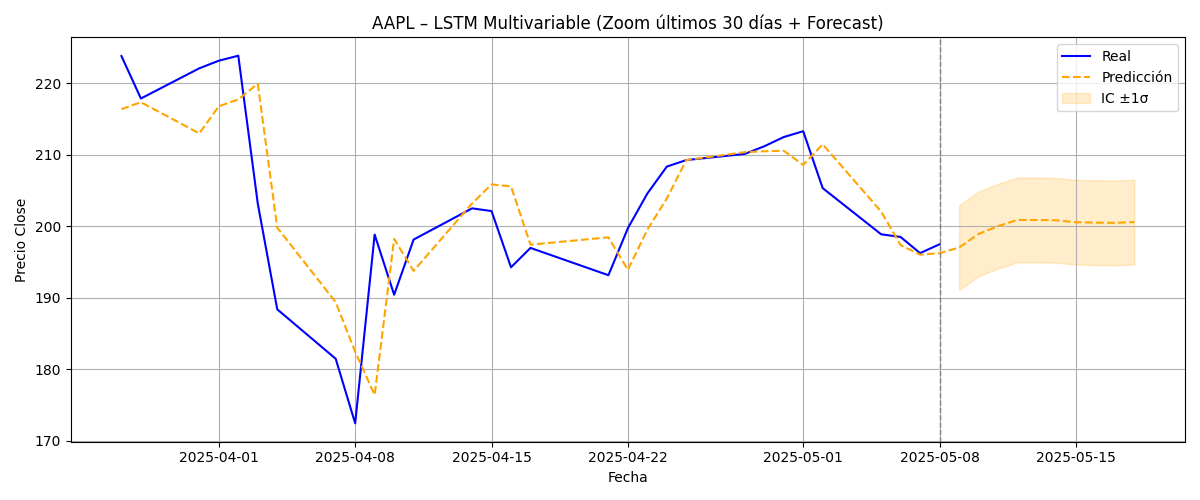 AAPL – LSTM Multivariable (Zoom últimos 30 días + Forecast)
Real
Predicción
IC ±1σ
Precio Close
220
210
200
190
180
170
2025-04-01
2025-04-08
2025-04-15
2025-04-22
2025-05-01
2025-05-08
2025-05-15
Fecha